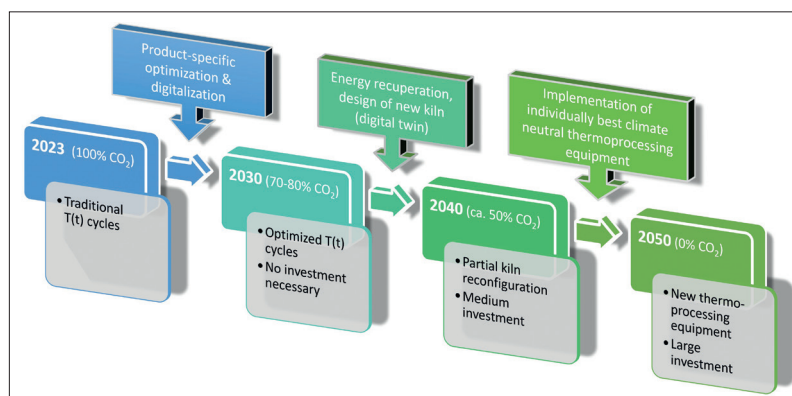 Product-specific
optimization &
digitalization
Energy recuperation,
design of new kiln
(digital twin)
Implementation of
individually best climate
neutral thermoprocessing
equipment
2023 (100% CO₂)
• Traditional
T(t) cycles
2030 (70-80% CO₂)
• Optimized T(t)
cycles
• No investment
necessary
2040 (ca. 50% CO₂)
• Partial kiln
reconfiguration
• Medium
investment
2050 (0% CO₂)
• New thermo-
processing
equipment
• Large
investment